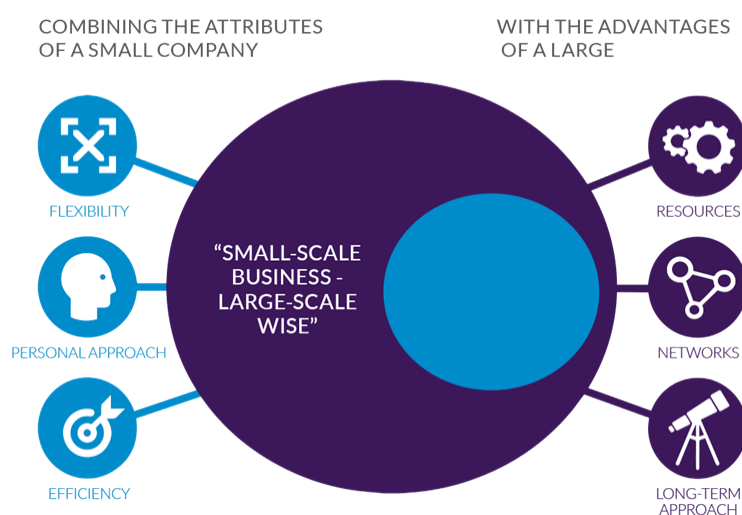 COMBINING THE ATTRIBUTES
OF A SMALL COMPANY
WITH THE ADVANTAGES
OF A LARGE
FLEXIBILITY
PERSONAL APPROACH
EFFICIENCY
“SMALL-SCALE
BUSINESS -
LARGE-SCALE
WISE”
RESOURCES
NETWORKS
LONG-TERM
APPROACH